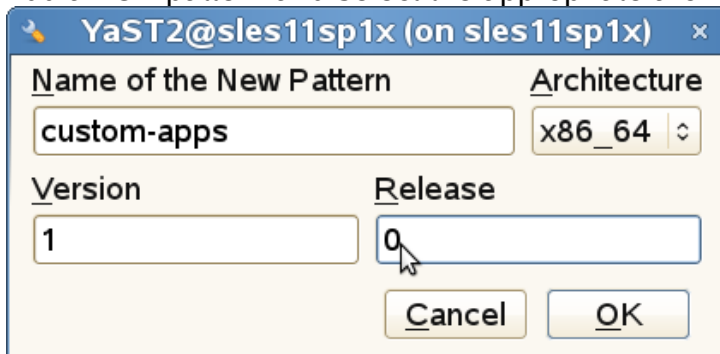 YaST2@sles11sp1x (on sles11sp1x)
Name of the New Pattern Architecture
custom-apps x86_64
Version Release
1 0
Cancel OK